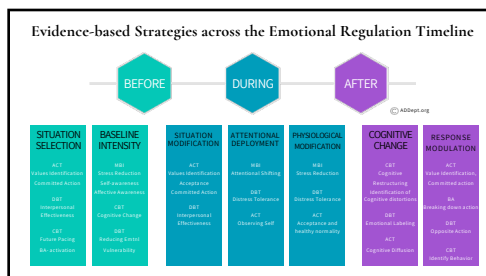 Evidence-based Strategies across the Emotional Regulation Timeline
BEFORE
DURING
AFTER
© ADDept.org
SITUATION
SELECTION
ACT
Values Identification
Committed Action
DBT
Interpersonal
Effectiveness
CBT
Future Pacing
BA- activation
BASELINE
INTENSITY
MBI
Stress Reduction
Self-awareness
Affective Awareness
CBT
Cognitive Change
DBT
Reducing Emtnl
Vulnerability
SITUATION
MODIFICATION
ACT
Values Identification
Acceptance
Committed Action
DBT
Interpersonal
Effectiveness
ATTENTIONAL
DEPLOYMENT
MBI
Attentional Shifting
DBT
Distress Tolerance
ACT
Observing Self
PHYSIOLOGICAL
MODIFICATION
MBI
Stress Reduction
DBT
Distress Tolerance
ACT
Acceptance and
healthy normality
COGNITIVE
CHANGE
CBT
Cognitive
Restructuring
Identification of
Cognitive distortions
DBT
Emotional Labeling
ACT
Cognitive Diffusion
RESPONSE
MODULATION
ACT
Value Identification,
Committed action
BA
Breaking down action
DBT
Opposite Action
CBT
Identify Behavior